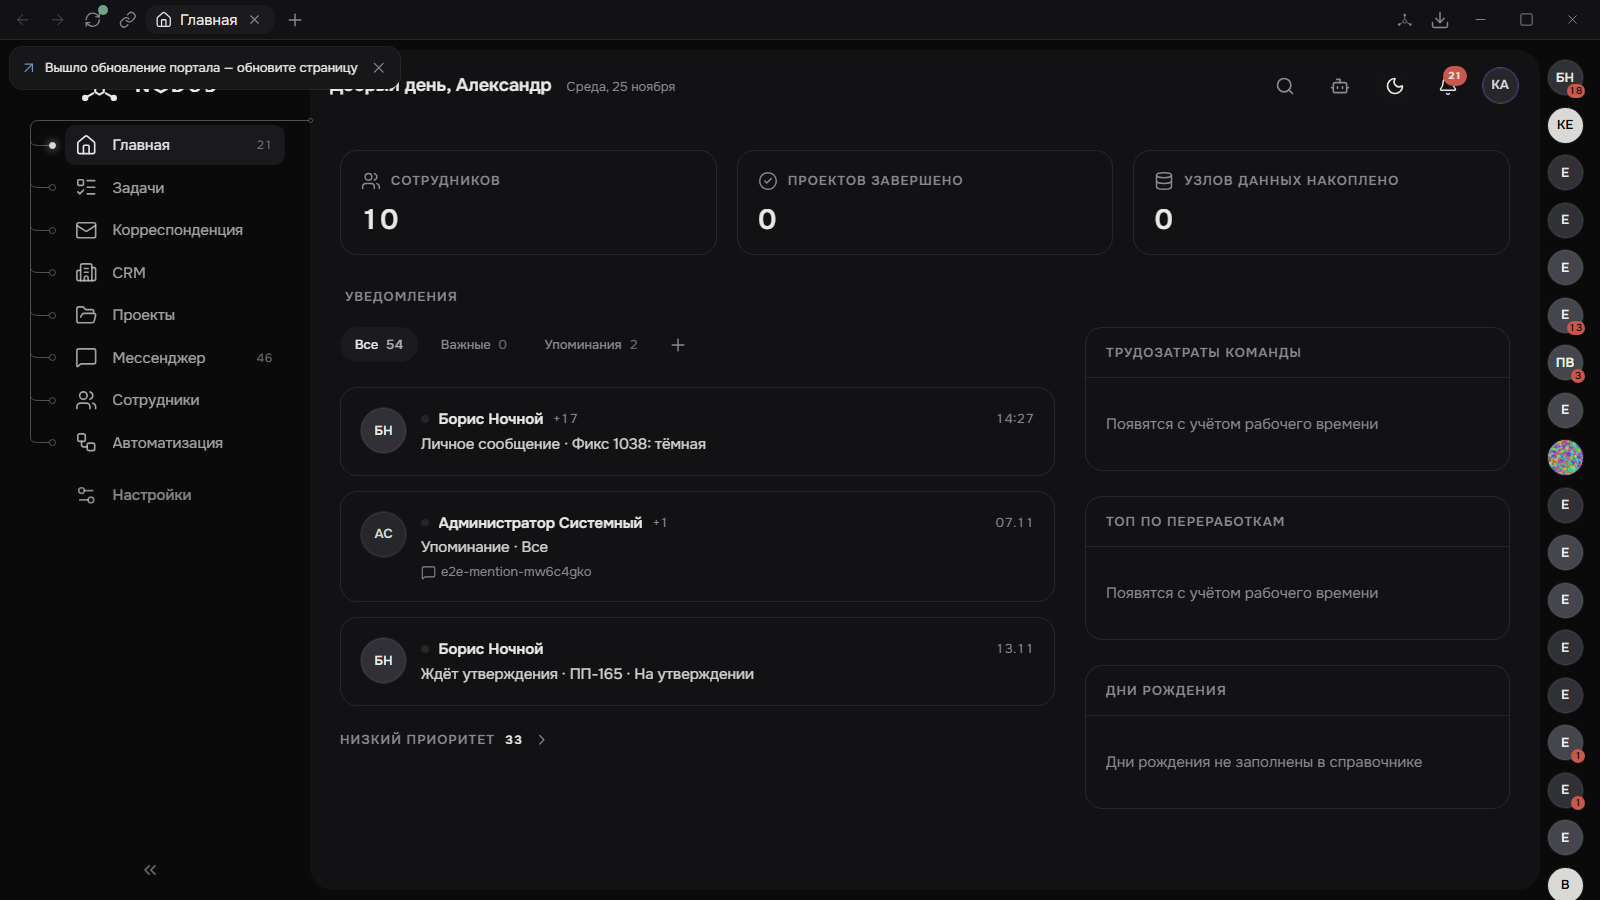 Главная
Вышло обновление портала — обновите страницу
NODUS
Добрый день, Александр
Среда, 25 ноября
21
КА
Главная 21
Задачи
Корреспонденция
CRM
Проекты
Мессенджер 46
Сотрудники
Автоматизация
Настройки
СОТРУДНИКОВ
10
ПРОЕКТОВ ЗАВЕРШЕНО
0
УЗЛОВ ДАННЫХ НАКОПЛЕНО
0
УВЕДОМЛЕНИЯ
Все 54
Важные 0
Упоминания 2
БН
Борис Ночной +17
14:27
Личное сообщение · Фикс 1038: тёмная
АС
Администратор Системный +1
07.11
Упоминание · Все
e2e-mention-mw6c4gko
БН
Борис Ночной
13.11
Ждёт утверждения · ПП-165 · На утверждении
НИЗКИЙ ПРИОРИТЕТ 33
ТРУДОЗАТРАТЫ КОМАНДЫ
Появятся с учётом рабочего времени
ТОП ПО ПЕРЕРАБОТКАМ
Появятся с учётом рабочего времени
ДНИ РОЖДЕНИЯ
Дни рождения не заполнены в справочнике
БН
18
КЕ
Е
Е
Е
Е
13
ПВ
3
Е
Е
Е
Е
Е
Е
Е
1
Е
1
Е
В